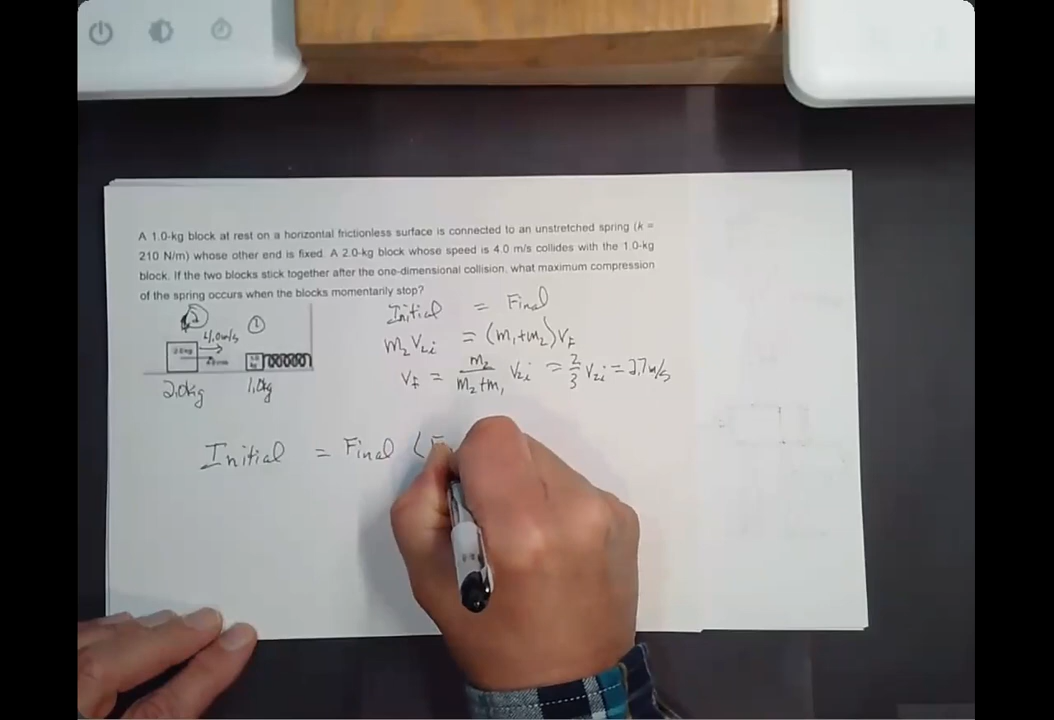 A 1.0-kg block at rest on a horizontal frictionless surface is connected to an unstretched spring (k =
210 N/m) whose other end is fixed. A 2.0-kg block whose speed is 4.0 m/s collides with the 1.0-kg
block. If the two blocks stick together after the one-dimensional collision, what maximum compression
of the spring occurs when the blocks momentarily stop?
Initial = Final
② ①
4.0m/s
m₂ V₂ᵢ = (m₁+m₂)V_F
V_F = m₂/(m₂+m₁) V₂ᵢ = 2/3 V₂ᵢ = 2.7 m/s
2.0kg 1.0kg
Initial = Final (